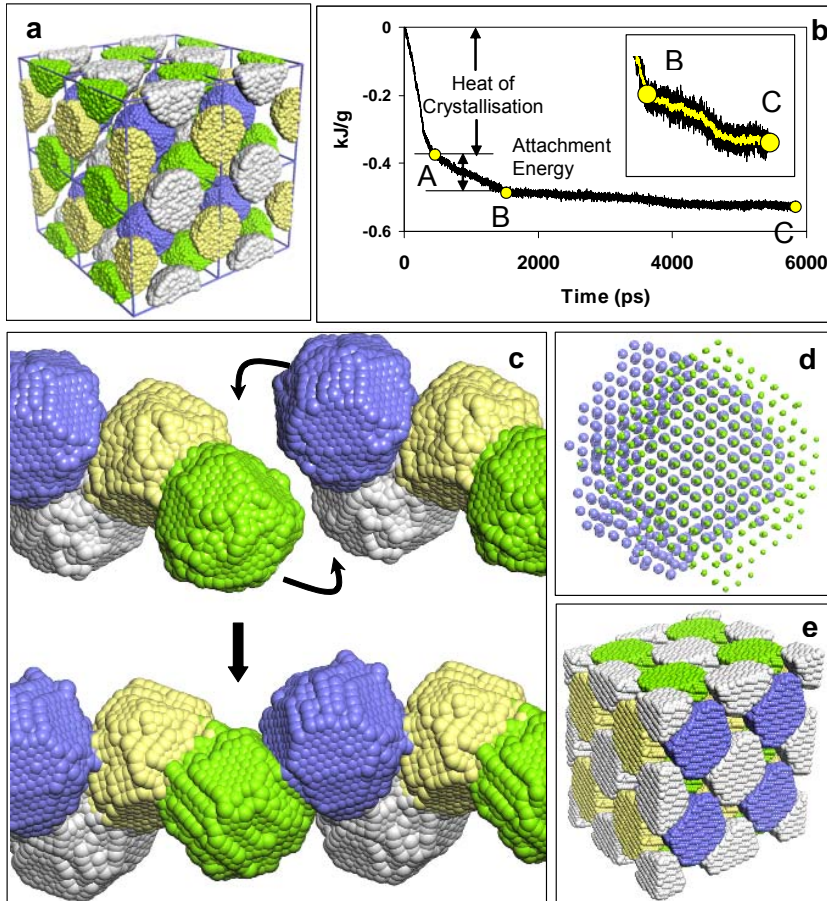 a
b
0
-0.2
-0.4
-0.6
kJ/g
Heat of
Crystallisation
Attachment
Energy
A
B
C
B
C
0
2000
4000
6000
Time (ps)
c
d
e